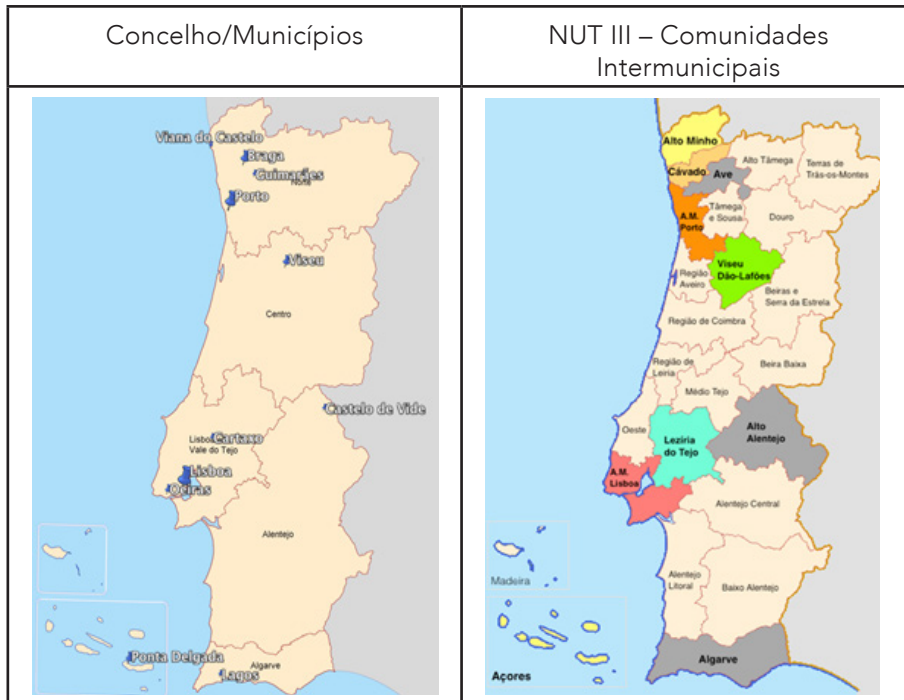 Concelho/Municípios
NUT III – Comunidades
Intermunicipais
Viana do Castelo
Braga
Guimarães
Norte
Porto
Viseu
Centro
Castelo de Vide
Cartaxo
Lisboa
Vale do Tejo
Lisboa
Oeiras
Alentejo
Ponta Delgada
Algarve
Lagos
Alto Minho
Alto Tâmega
Terras de
Trás-os-Montes
Cávado
Ave
Tâmega
e Sousa
A.M.
Porto
Douro
Viseu
Dão-Lafões
Região
Aveiro
Beiras e
Serra da Estrela
Região de Coimbra
Região de
Leiria
Beira Baixa
Médio Tejo
Oeste
Lezíria
do Tejo
Alto
Alentejo
A.M.
Lisboa
Alentejo Central
Madeira
Alentejo
Litoral
Baixo Alentejo
Algarve
Açores